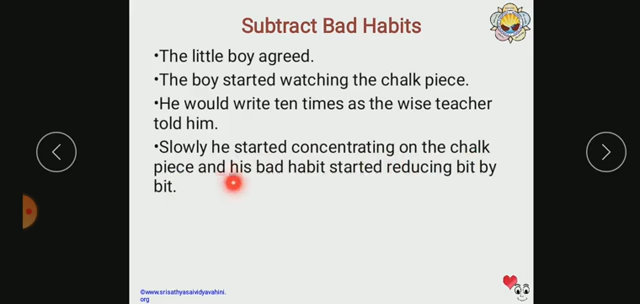 Subtract Bad Habits
•The little boy agreed.
•The boy started watching the chalk piece.
•He would write ten times as the wise teacher
told him.
•Slowly he started concentrating on the chalk
piece and his bad habit started reducing bit by
bit.
©www.srisathyasaividyavahini.
org